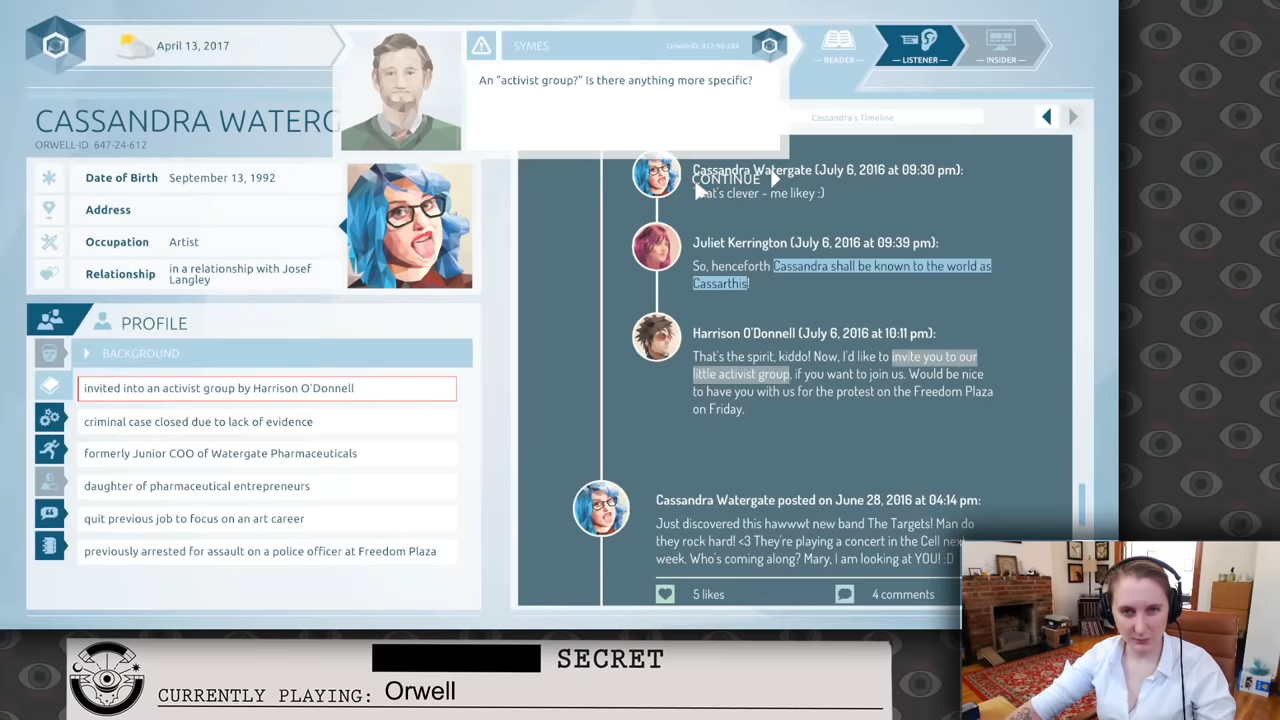 April 13, 2017
SYMES
Orwell-ID: 817-90-284
An "activist group?" Is there anything more specific?
CONTINUE
READER
LISTENER
INSIDER
CASSANDRA WATERG
ORWELL-ID 647-24-612
Date of Birth September 13, 1992
Address
Occupation Artist
Relationship in a relationship with Josef
Langley
PROFILE
BACKGROUND
invited into an activist group by Harrison O'Donnell
criminal case closed due to lack of evidence
formerly Junior COO of Watergate Pharmaceuticals
daughter of pharmaceutical entrepreneurs
quit previous job to focus on an art career
previously arrested for assault on a police officer at Freedom Plaza
Cassandra's Timeline
Cassandra Watergate (July 6, 2016 at 09:30 pm):
That's clever - me likey :)
Juliet Kerrington (July 6, 2016 at 09:39 pm):
So, henceforth Cassandra shall be known to the world as
Cassarthis!
Harrison O'Donnell (July 6, 2016 at 10:11 pm):
That's the spirit, kiddo! Now, I'd like to invite you to our
little activist group, if you want to join us. Would be nice
to have you with us for the protest on the Freedom Plaza
on Friday.
Cassandra Watergate posted on June 28, 2016 at 04:14 pm:
Just discovered this hawwwt new band The Targets! Man do
they rock hard! <3 They're playing a concert in the Cell nex
week. Who's coming along? Mary, I am looking at YOU! :D
5 likes
4 comments
SECRET
CURRENTLY PLAYING: Orwell